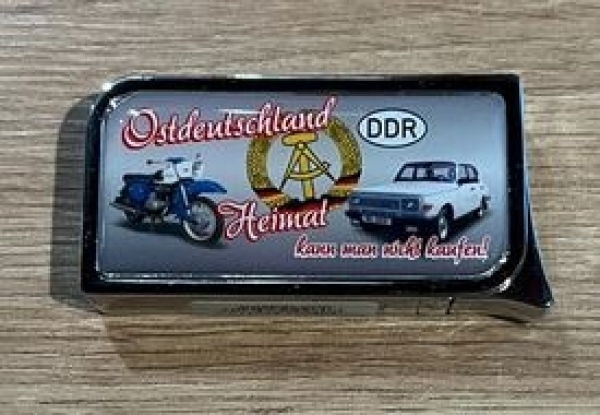 Ostdeutschland
DDR
Heimat
kann man nicht kaufen!